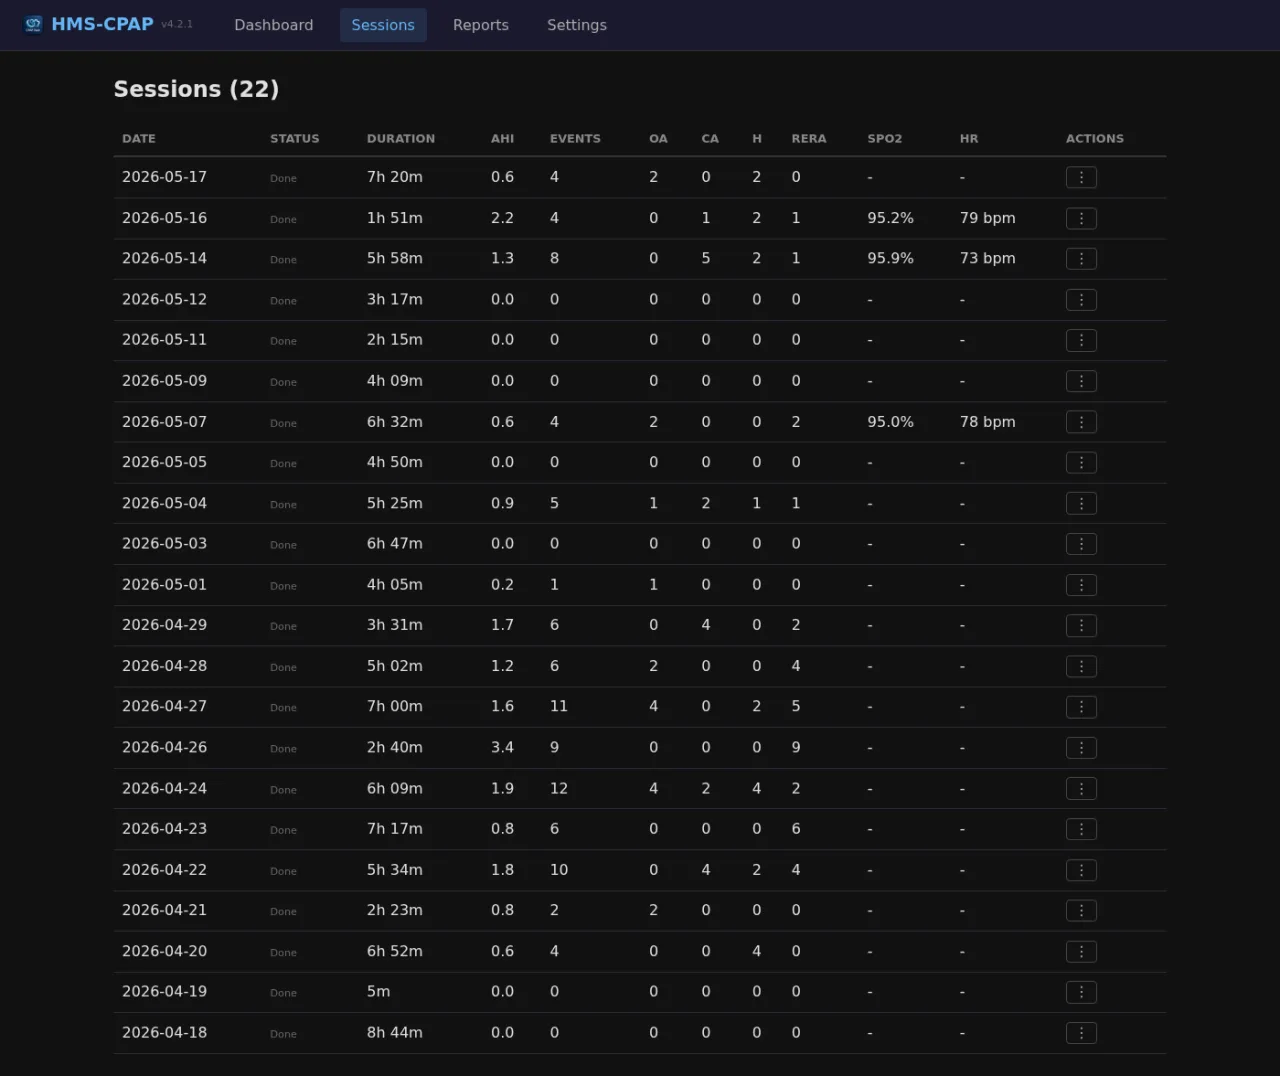 HMS-CPAP v4.2.1 Dashboard Sessions Reports Settings
Sessions (22)
DATE STATUS DURATION AHI EVENTS OA CA H RERA SPO2 HR ACTIONS
2026-05-17 Done 7h 20m 0.6 4 2 0 2 0 - - ⋮
2026-05-16 Done 1h 51m 2.2 4 0 1 2 1 95.2% 79 bpm ⋮
2026-05-14 Done 5h 58m 1.3 8 0 5 2 1 95.9% 73 bpm ⋮
2026-05-12 Done 3h 17m 0.0 0 0 0 0 0 - - ⋮
2026-05-11 Done 2h 15m 0.0 0 0 0 0 0 - - ⋮
2026-05-09 Done 4h 09m 0.0 0 0 0 0 0 - - ⋮
2026-05-07 Done 6h 32m 0.6 4 2 0 0 2 95.0% 78 bpm ⋮
2026-05-05 Done 4h 50m 0.0 0 0 0 0 0 - - ⋮
2026-05-04 Done 5h 25m 0.9 5 1 2 1 1 - - ⋮
2026-05-03 Done 6h 47m 0.0 0 0 0 0 0 - - ⋮
2026-05-01 Done 4h 05m 0.2 1 1 0 0 0 - - ⋮
2026-04-29 Done 3h 31m 1.7 6 0 4 0 2 - - ⋮
2026-04-28 Done 5h 02m 1.2 6 2 0 0 4 - - ⋮
2026-04-27 Done 7h 00m 1.6 11 4 0 2 5 - - ⋮
2026-04-26 Done 2h 40m 3.4 9 0 0 0 9 - - ⋮
2026-04-24 Done 6h 09m 1.9 12 4 2 4 2 - - ⋮
2026-04-23 Done 7h 17m 0.8 6 0 0 0 6 - - ⋮
2026-04-22 Done 5h 34m 1.8 10 0 4 2 4 - - ⋮
2026-04-21 Done 2h 23m 0.8 2 2 0 0 0 - - ⋮
2026-04-20 Done 6h 52m 0.6 4 0 0 4 0 - - ⋮
2026-04-19 Done 5m 0.0 0 0 0 0 0 - - ⋮
2026-04-18 Done 8h 44m 0.0 0 0 0 0 0 - - ⋮